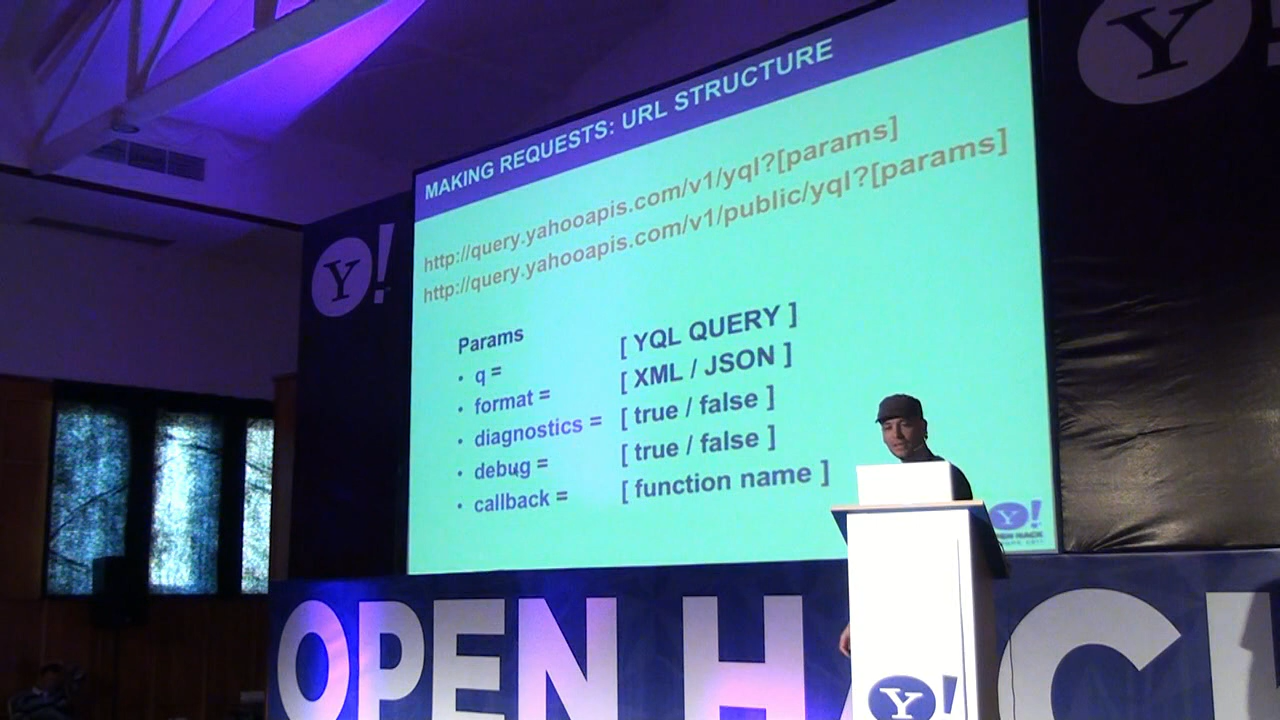 MAKING REQUESTS: URL STRUCTURE
http://query.yahooapis.com/v1/yql?[params]
http://query.yahooapis.com/v1/public/yql?[params]
Params
• q = [ YQL QUERY ]
• format = [ XML / JSON ]
• diagnostics = [ true / false ]
• debug = [ true / false ]
• callback = [ function name ]
Y!
Y!
Y!
OPEN HACK
Y!